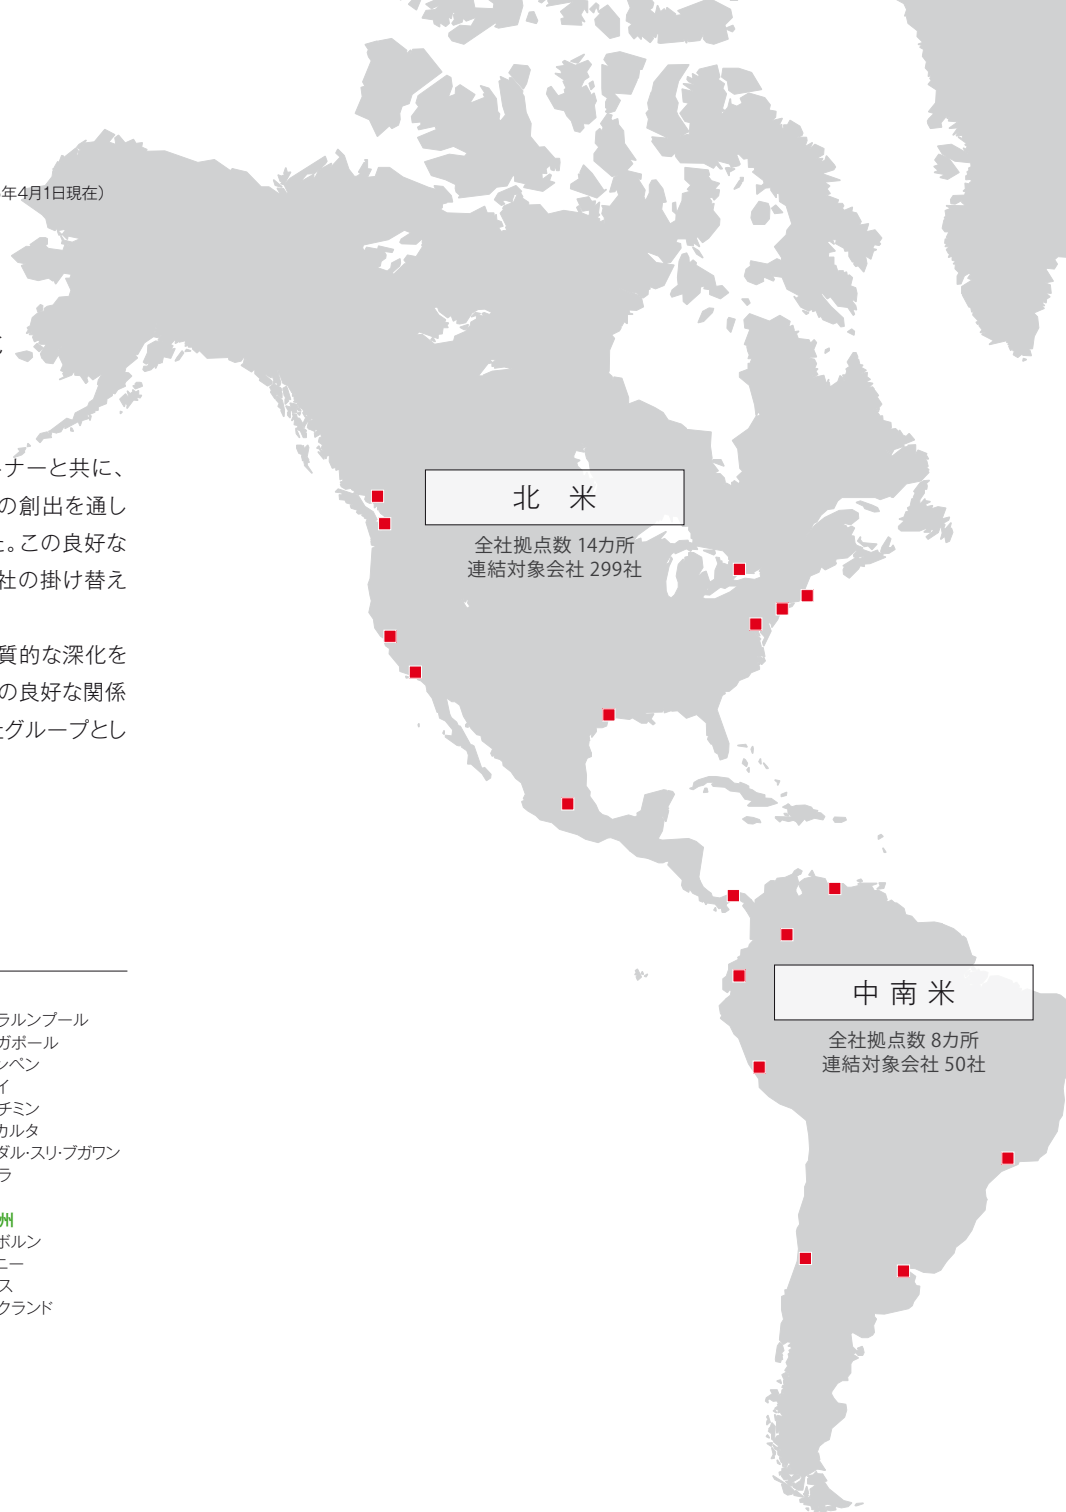 年4月1日現在）
ナーと共に、
の創出を通し
た。この良好な
社の掛け替え
質的な深化を
の良好な関係
社グループとし
ラルンプール
ガポール
ンペン
イ
チミン
カルタ
ダル・スリ・ブガワン
ラ
州
ボルン
ニー
ス
クランド
北 米
全社拠点数 14カ所
連結対象会社 299社
中南米
全社拠点数 8カ所
連結対象会社 50社